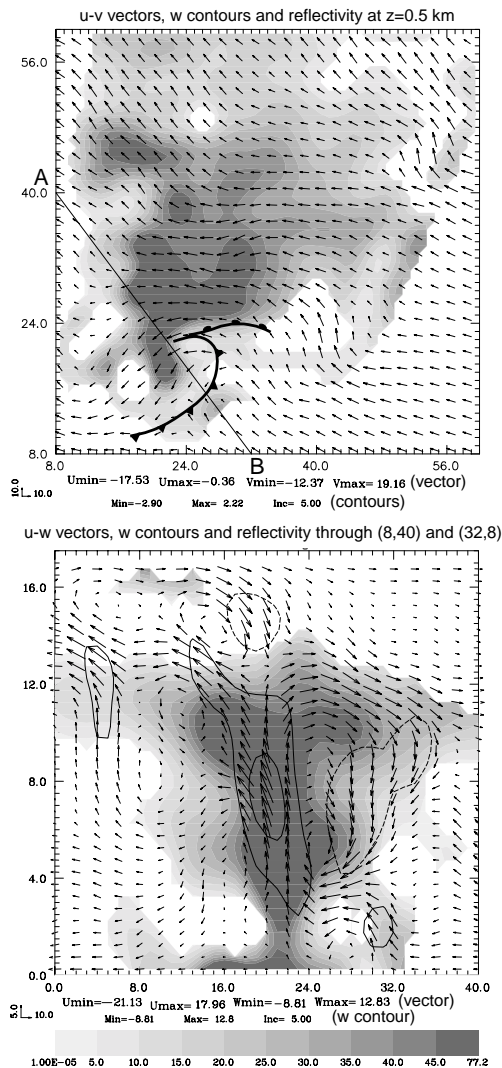 u-v vectors, w contours and reflectivity at z=0.5 km
56.0
A
40.0
24.0
8.0
8.0 24.0 B 40.0 56.0
Umin=-17.53 Umax=-0.36 Vmin=-12.37 Vmax= 19.16 (vector)
10.0
10.0
Min=-2.90 Max= 2.22 Inc= 5.00 (contours)
u-w vectors, w contours and reflectivity through (8,40) and (32,8)
16.0
12.0
8.0
4.0
0.0
0.0 8.0 16.0 24.0 32.0 40.0
Umin=-21.13 Umax= 17.96 Wmin=-8.81 Wmax= 12.83 (vector)
5.0
10.0
Min=-8.81 Max= 12.8 Inc= 5.00 (w contour)
1.00E-05 5.0 10.0 15.0 20.0 25.0 30.0 35.0 40.0 45.0 77.2